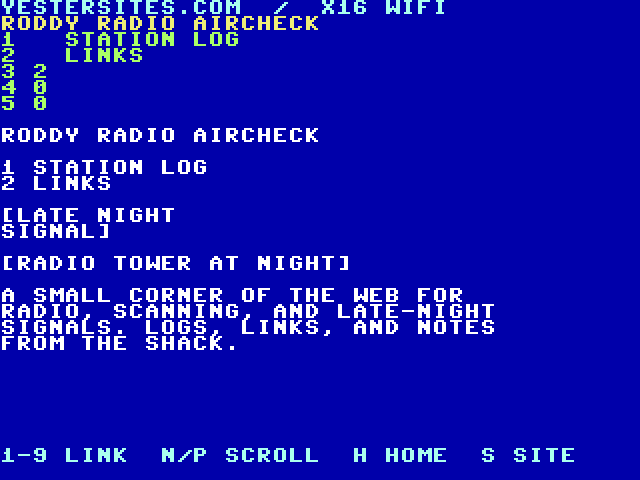 YESTERSITES.COM / X16 WIFI
RODDY RADIO AIRCHECK
1 STATION LOG
2 LINKS
3 2
4 0
5 0
RODDY RADIO AIRCHECK
1 STATION LOG
2 LINKS
[LATE NIGHT
SIGNAL]
[RADIO TOWER AT NIGHT]
A SMALL CORNER OF THE WEB FOR
RADIO, SCANNING, AND LATE-NIGHT
SIGNALS. LOGS, LINKS, AND NOTES
FROM THE SHACK.
1-9 LINK N/P SCROLL H HOME S SITE